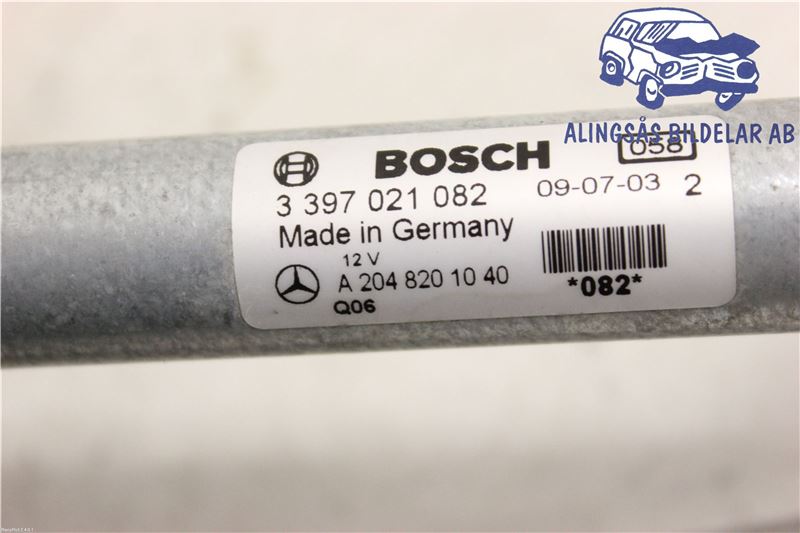 ALINGSÅS BILDELAR AB
BOSCH 058
3 397 021 082 09-07-03 2
Made in Germany
12 V
A 204 820 10 40 *082*
Q06